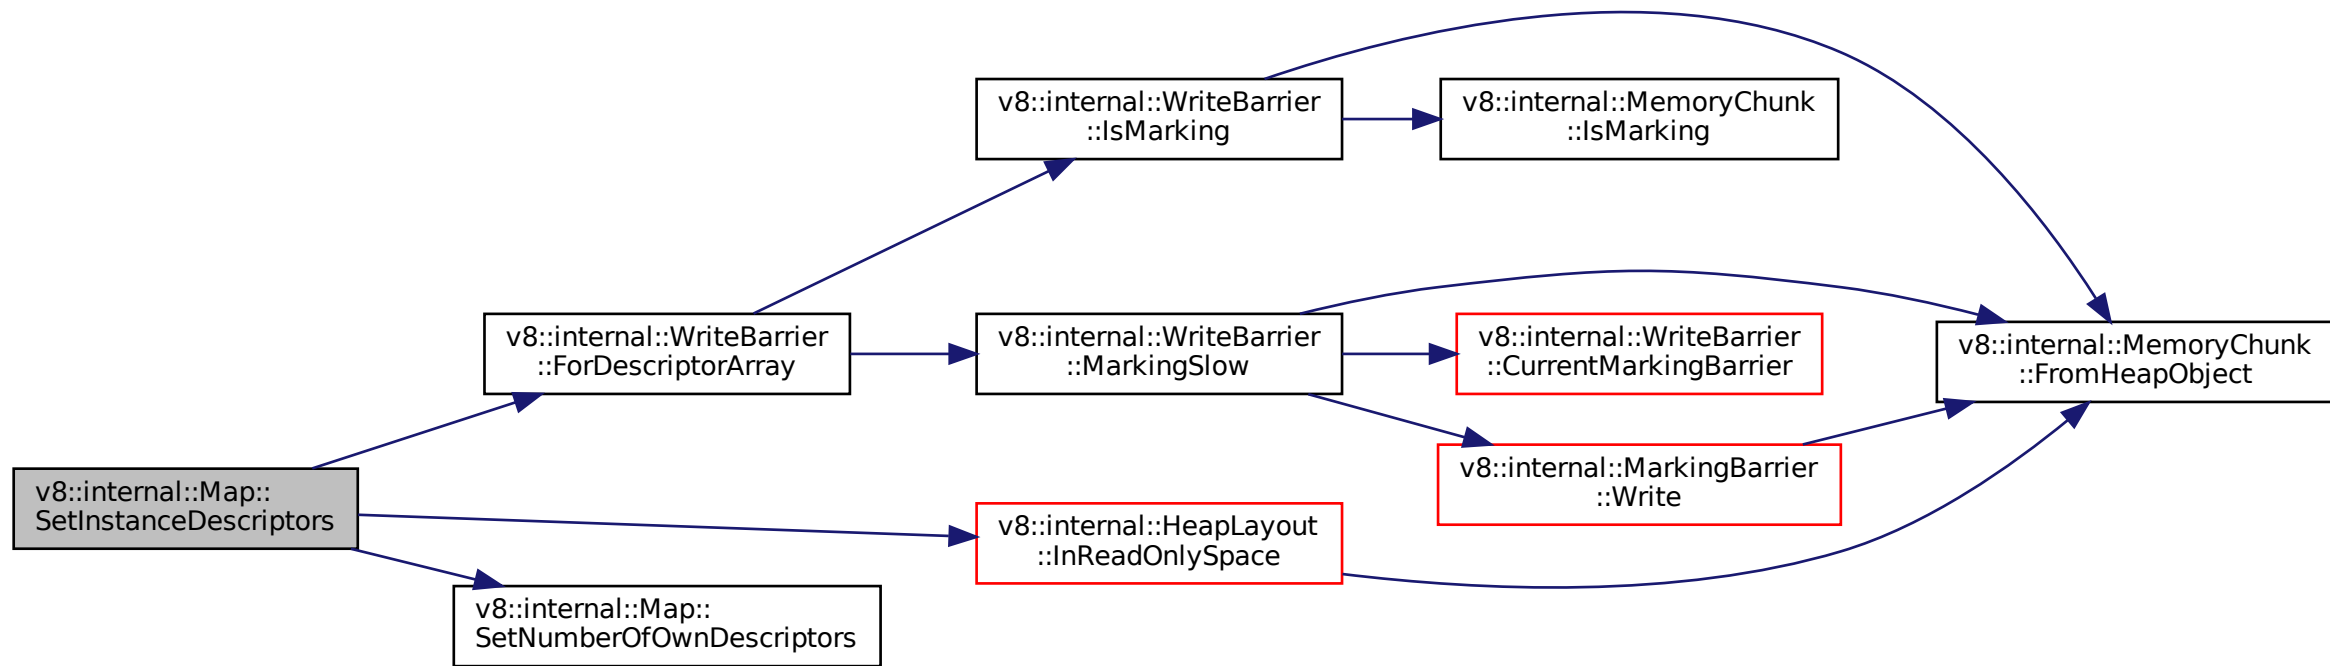 v8::internal::WriteBarrier
::IsMarking
v8::internal::MemoryChunk
::IsMarking
v8::internal::WriteBarrier
::ForDescriptorArray
v8::internal::WriteBarrier
::MarkingSlow
v8::internal::WriteBarrier
::CurrentMarkingBarrier
v8::internal::MemoryChunk
::FromHeapObject
v8::internal::MarkingBarrier
::Write
v8::internal::Map::
SetInstanceDescriptors
v8::internal::HeapLayout
::InReadOnlySpace
v8::internal::Map::
SetNumberOfOwnDescriptors